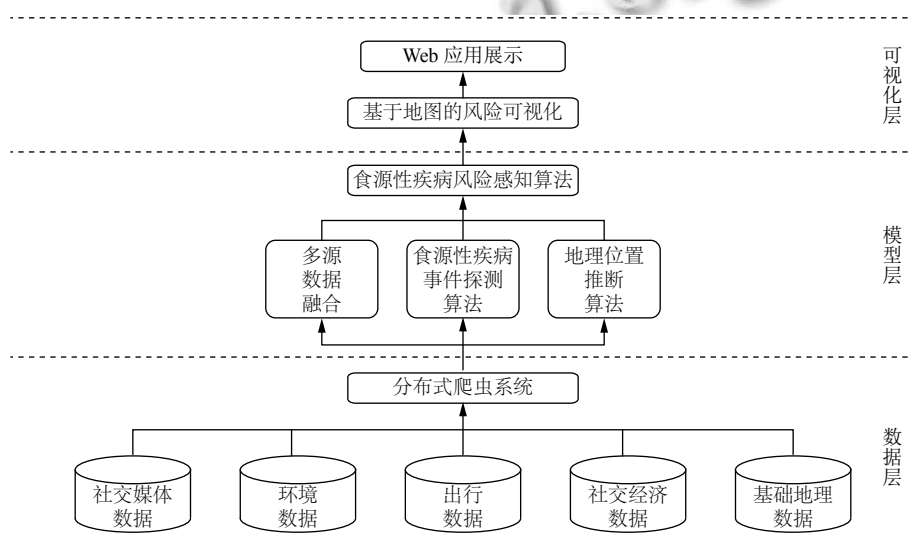 Web 应用展示
基于地图的风险可视化
可视化层
食源性疾病风险感知算法
多源
数据
融合
食源性疾病
事件探测
算法
地理位置
推断
算法
模型层
分布式爬虫系统
社交媒体
数据
环境
数据
出行
数据
社交经济
数据
基础地理
数据
数据层